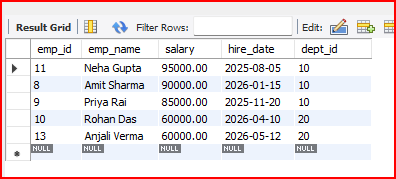 Result Grid Filter Rows: Edit:
emp_id emp_name salary hire_date dept_id
11 Neha Gupta 95000.00 2025-08-05 10
8 Amit Sharma 90000.00 2026-01-15 10
9 Priya Rai 85000.00 2025-11-20 10
10 Rohan Das 60000.00 2026-04-10 20
13 Anjali Verma 60000.00 2026-05-12 20
NULL NULL NULL NULL NULL